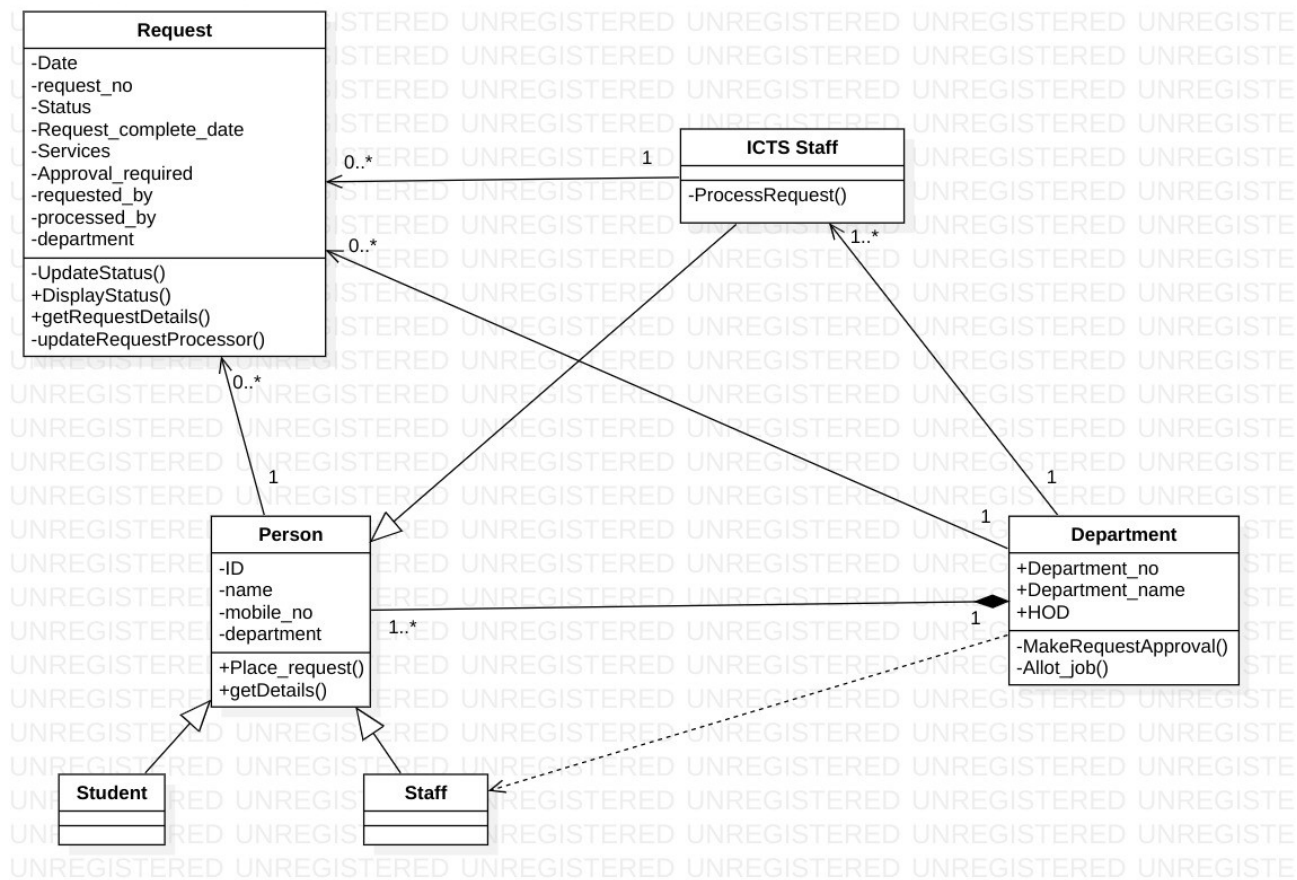 Request
-Date
-request_no
-Status
-Request_complete_date
-Services
-Approval_required
-requested_by
-processed_by
-department
-UpdateStatus()
+DisplayStatus()
+getRequestDetails()
-updateRequestProcessor()
0..*
1
ICTS Staff
-ProcessRequest()
0..*
1..*
0..*
1
1
1
Person
-ID
-name
-mobile_no
-department
+Place_request()
+getDetails()
1..*
1
Department
+Department_no
+Department_name
+HOD
-MakeRequestApproval()
-Allot_job()
Student
Staff
UNREGISTERED